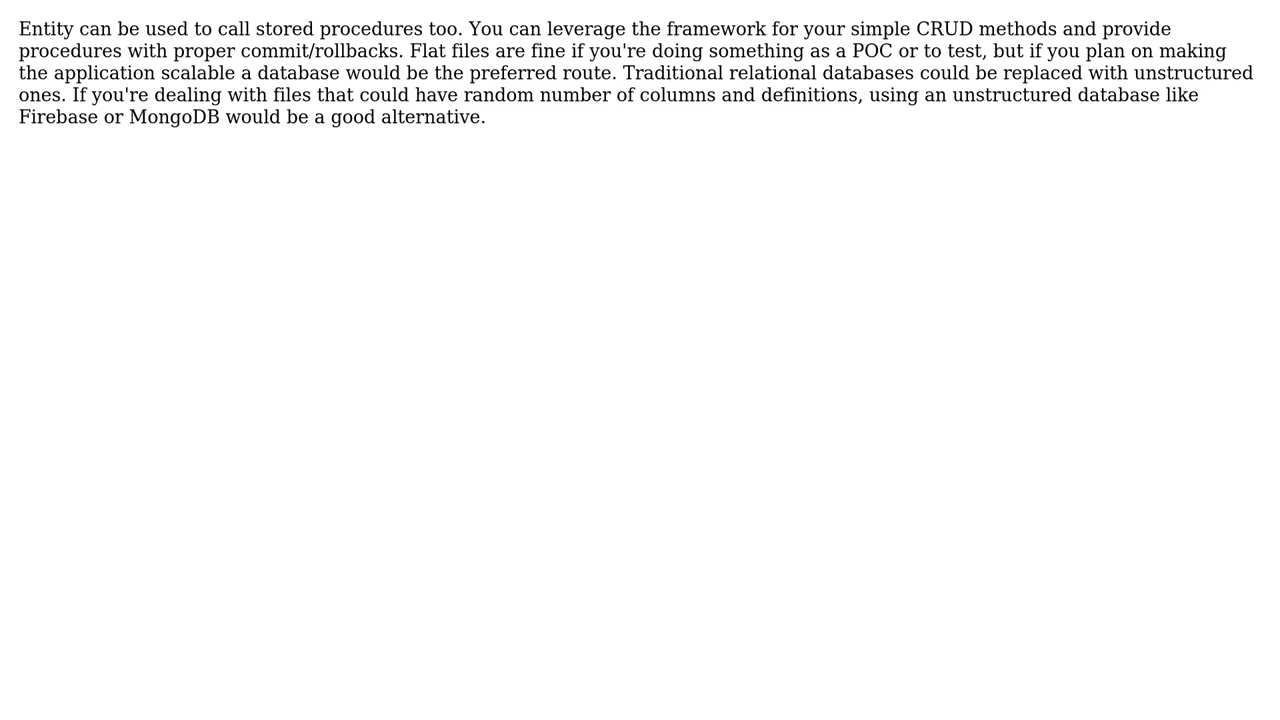 Entity can be used to call stored procedures too. You can leverage the framework for your simple CRUD methods and provide
procedures with proper commit/rollbacks. Flat files are fine if you're doing something as a POC or to test, but if you plan on making
the application scalable a database would be the preferred route. Traditional relational databases could be replaced with unstructured
ones. If you're dealing with files that could have random number of columns and definitions, using an unstructured database like
Firebase or MongoDB would be a good alternative.